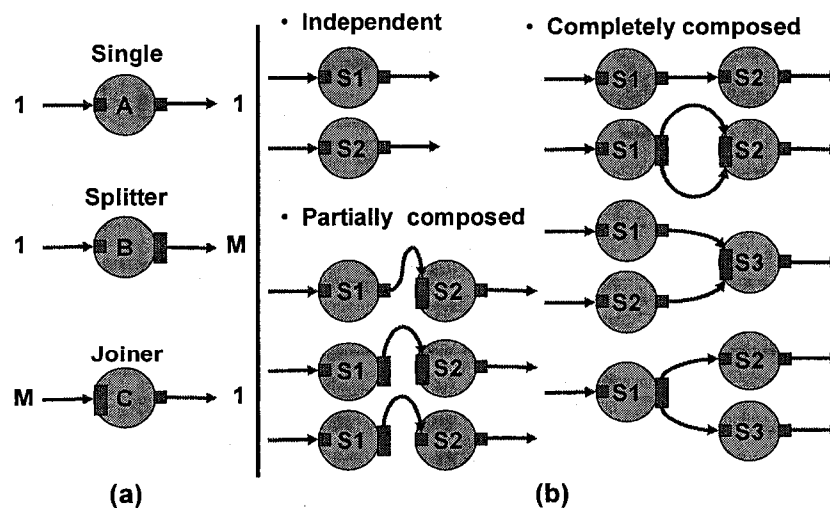 Single
1 A 1
Splitter
1 B M
Joiner
M C 1
(a)
• Independent
S1
S2
• Partially composed
S1 S2
S1 S2
S1 S2
• Completely composed
S1 S2
S1 S2
S1
S2
S3
S1
S2
S3
(b)